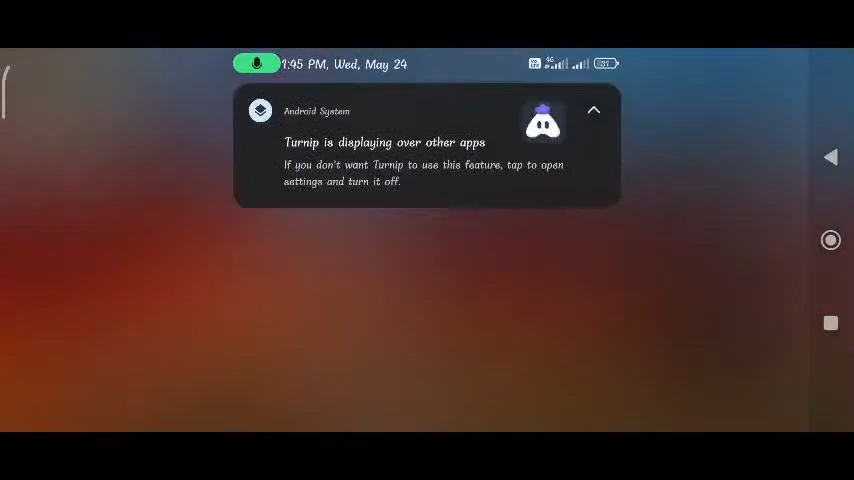 1:45 PM, Wed, May 24
4G
Android System
Turnip is displaying over other apps
If you don't want Turnip to use this feature, tap to open
settings and turn it off.